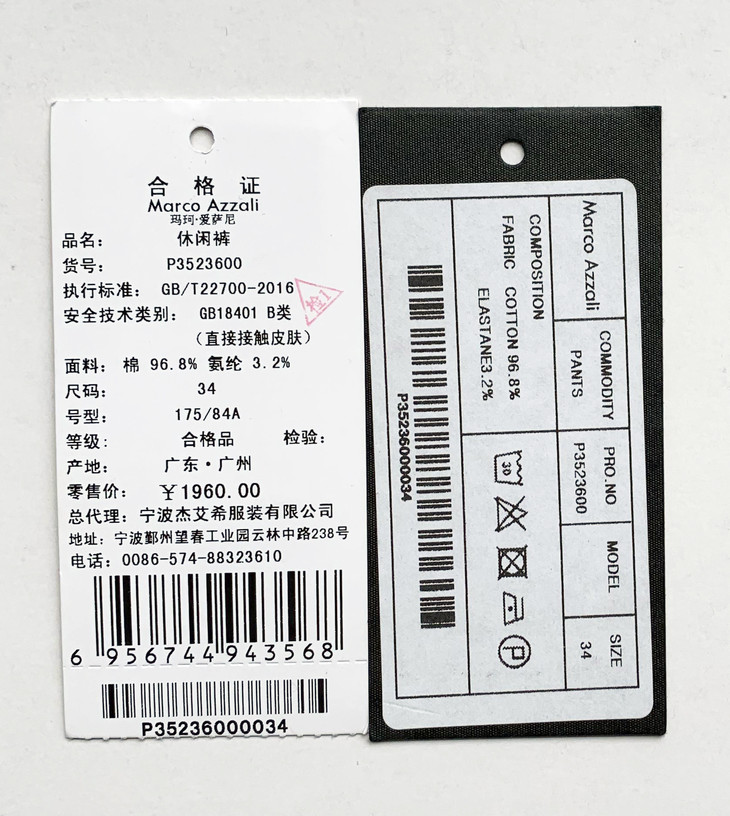 合 格 证
Marco Azzali
玛珂·爱萨尼
品名: 休闲裤
货号: P3523600
执行标准: GB/T22700-2016
检1
安全技术类别: GB18401 B类
(直接接触皮肤)
面料: 棉 96.8% 氨纶 3.2%
尺码: 34
号型: 175/84A
等级: 合格品 检验:
产地: 广东·广州
零售价: ￥1960.00
总代理: 宁波杰艾希服装有限公司
地址: 宁波鄞州望春工业园云林中路238号
电话: 0086-574-88323610
6 956744 943568
P35236000034
Marco Azzali
COMMODITY
PANTS
PRO.NO
P3523600
MODEL
SIZE
34
COMPOSITION
FABRIC COTTON 96.8%
ELASTANE3.2%
30
P
P35236000034